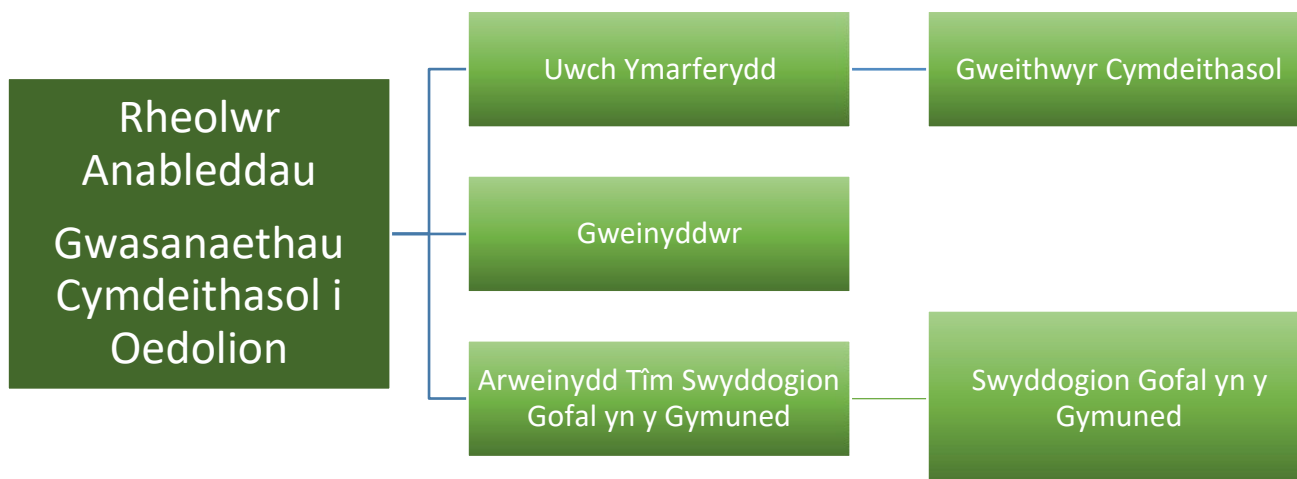 Rheolwr
Anableddau
Gwasanaethau
Cymdeithasol i
Oedolion
Uwch Ymarferydd
Gweithwyr Cymdeithasol
Gweinyddwr
Arweinydd Tîm Swyddogion
Gofal yn y Gymuned
Swyddogion Gofal yn y
Gymuned